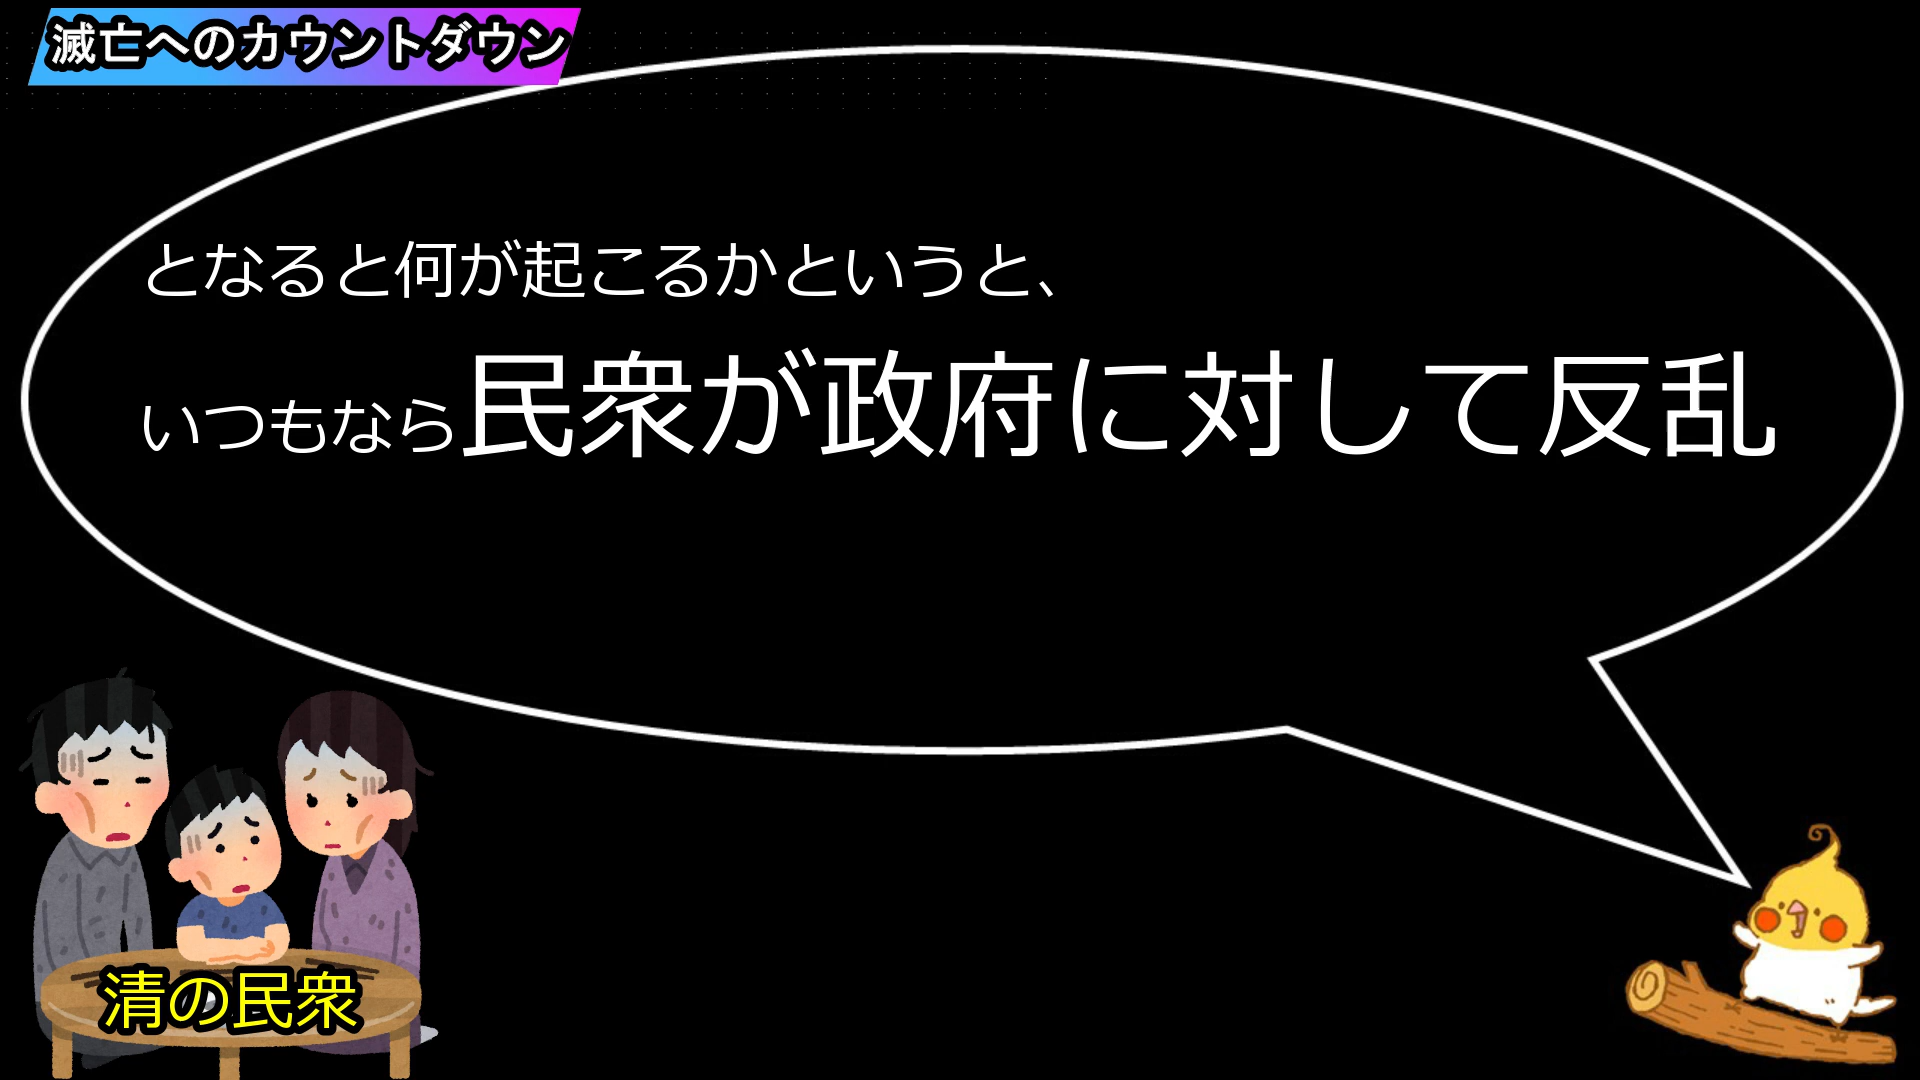 滅亡へのカウントダウン
となると何が起こるかというと、
いつもなら民衆が政府に対して反乱
清の民衆